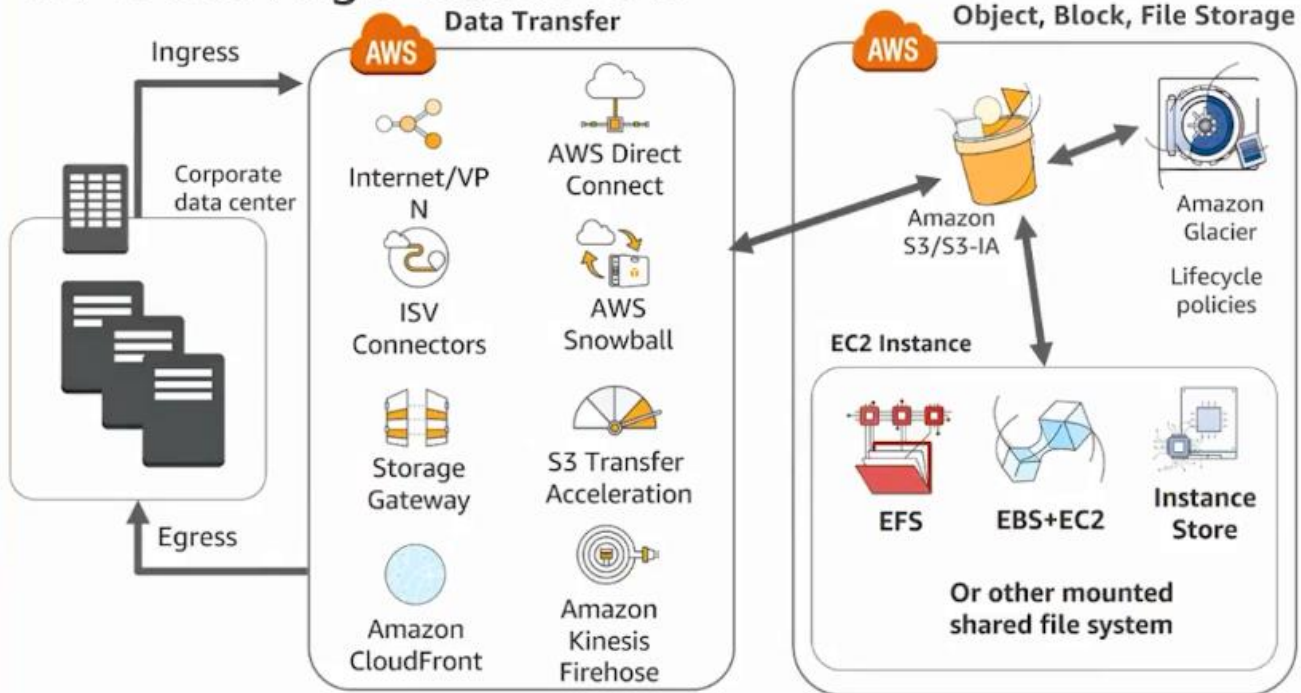 Data Transfer
Object, Block, File Storage
Ingress
AWS
AWS
Corporate
data center
Internet/VP
N
AWS Direct
Connect
ISV
Connectors
AWS
Snowball
Storage
Gateway
S3 Transfer
Acceleration
Amazon
CloudFront
Amazon
Kinesis
Firehose
Egress
Amazon
S3/S3-IA
Amazon
Glacier
Lifecycle
policies
EC2 Instance
EFS
EBS+EC2
Instance
Store
Or other mounted
shared file system